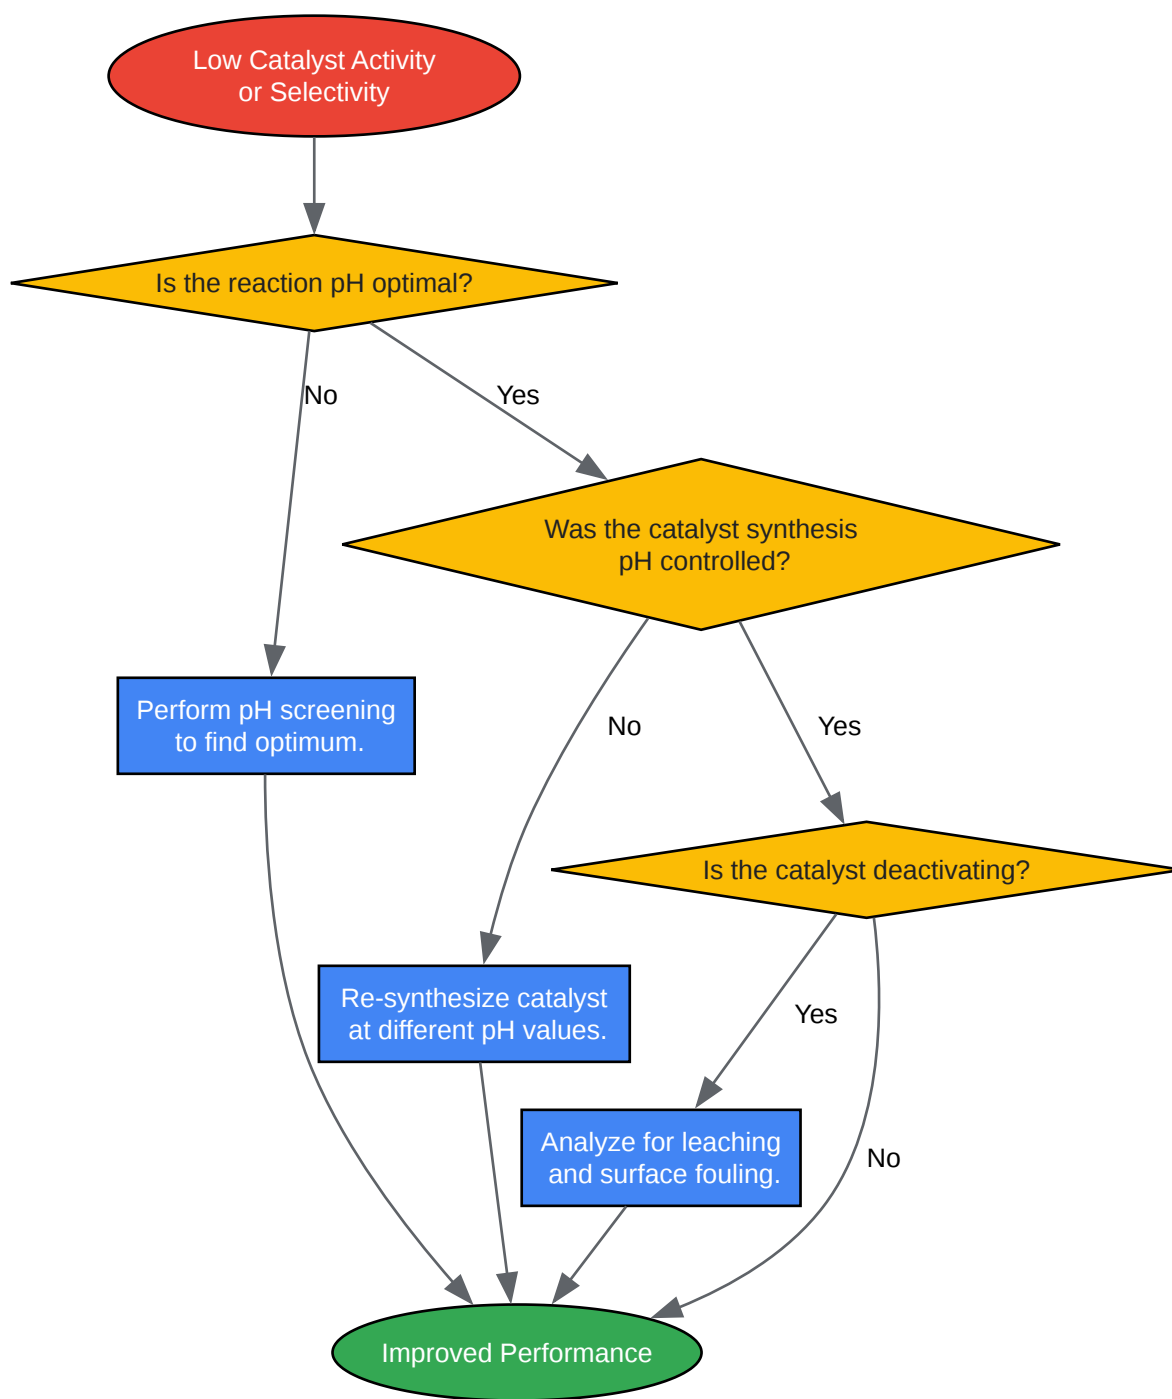 Low Catalyst Activity
or Selectivity
Is the reaction pH optimal?
No
Yes
Was the catalyst synthesis
pH controlled?
Perform pH screening
to find optimum.
No
Yes
Is the catalyst deactivating?
Re-synthesize catalyst
at different pH values.
Yes
Analyze for leaching
and surface fouling.
No
Improved Performance